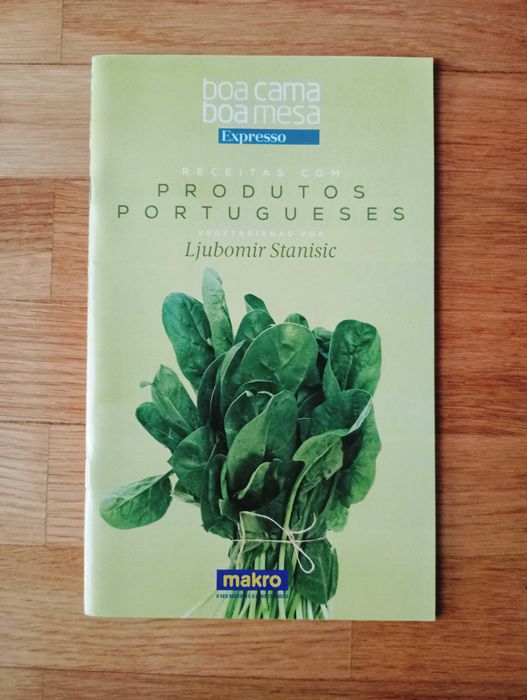 boa cama
boa mesa
Expresso
RECEITAS COM
PRODUTOS
PORTUGUESES
VEGETARIANAS POR
Ljubomir Stanisic
makro